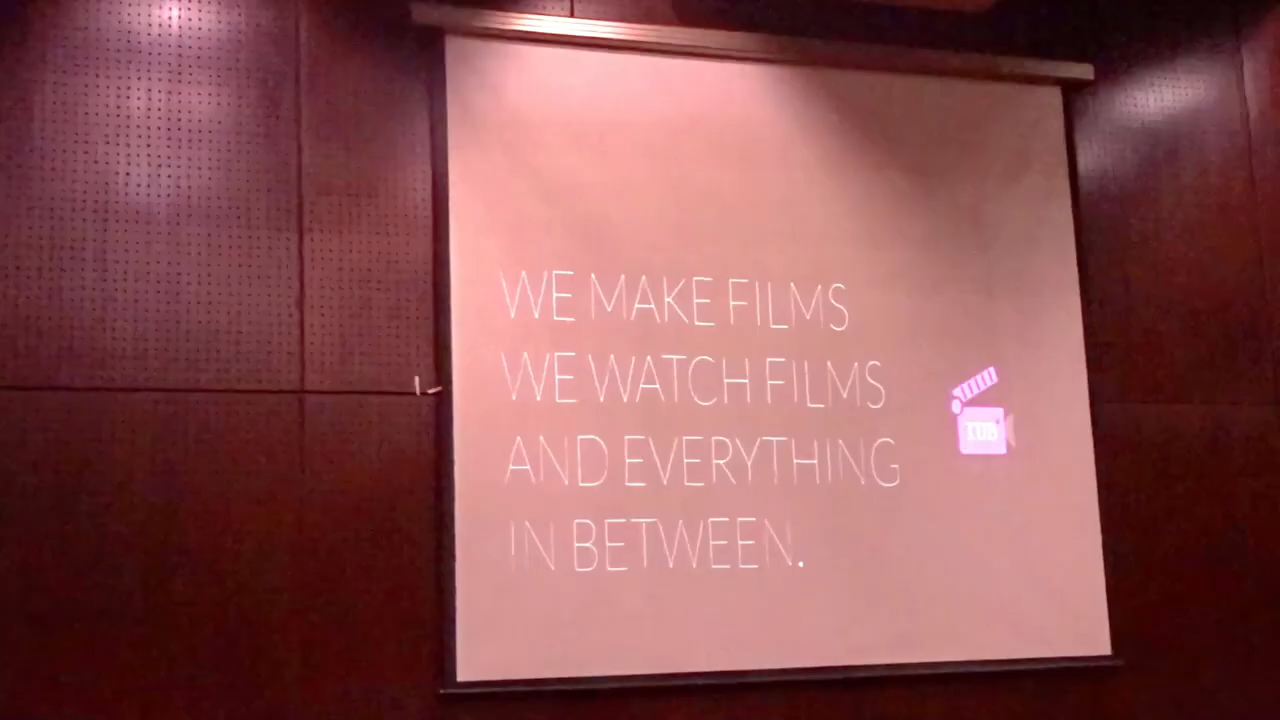 WE MAKE FILMS
WE WATCH FILMS
AND EVERYTHING
IN BETWEEN.